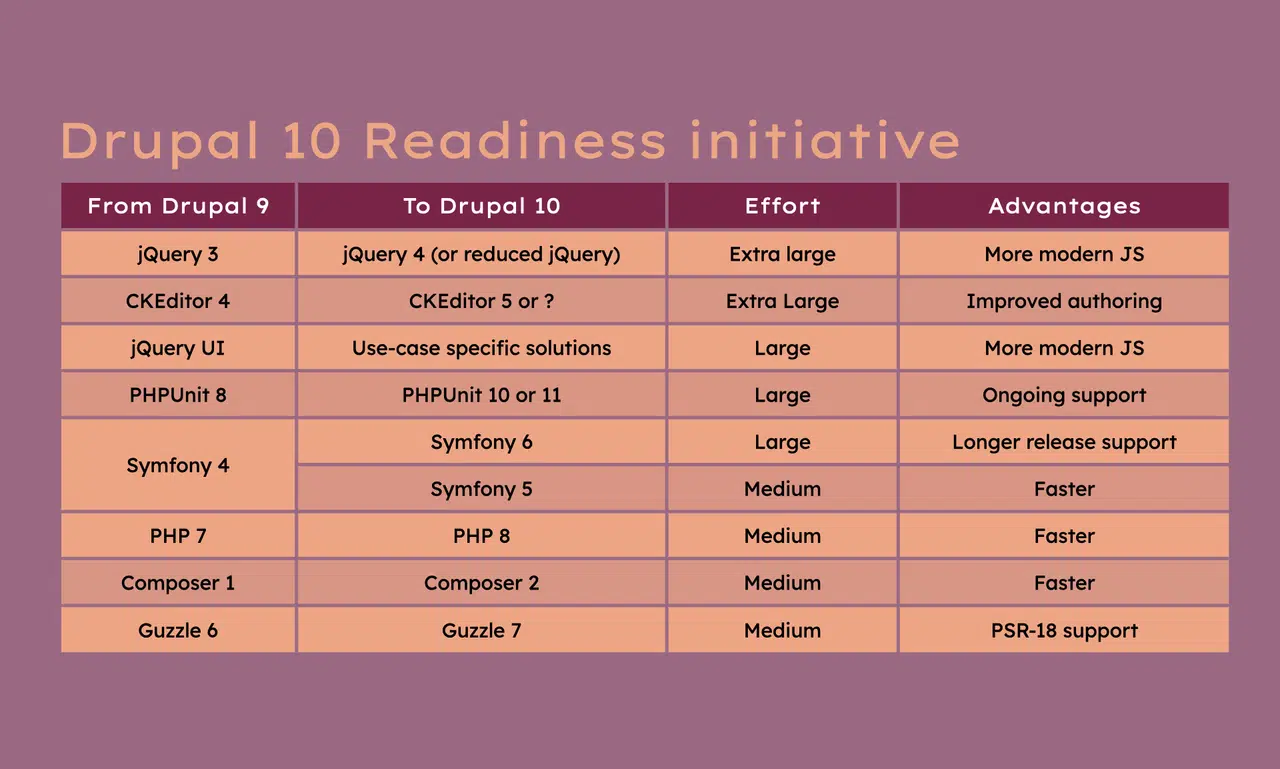 Drupal 10 Readiness initiative
From Drupal 9 To Drupal 10 Effort Advantages
jQuery 3 jQuery 4 (or reduced jQuery) Extra large More modern JS
CKEditor 4 CKEditor 5 or ? Extra Large Improved authoring
jQuery UI Use-case specific solutions Large More modern JS
PHPUnit 8 PHPUnit 10 or 11 Large Ongoing support
Symfony 4 Symfony 6 Large Longer release support
Symfony 5 Medium Faster
PHP 7 PHP 8 Medium Faster
Composer 1 Composer 2 Medium Faster
Guzzle 6 Guzzle 7 Medium PSR-18 support